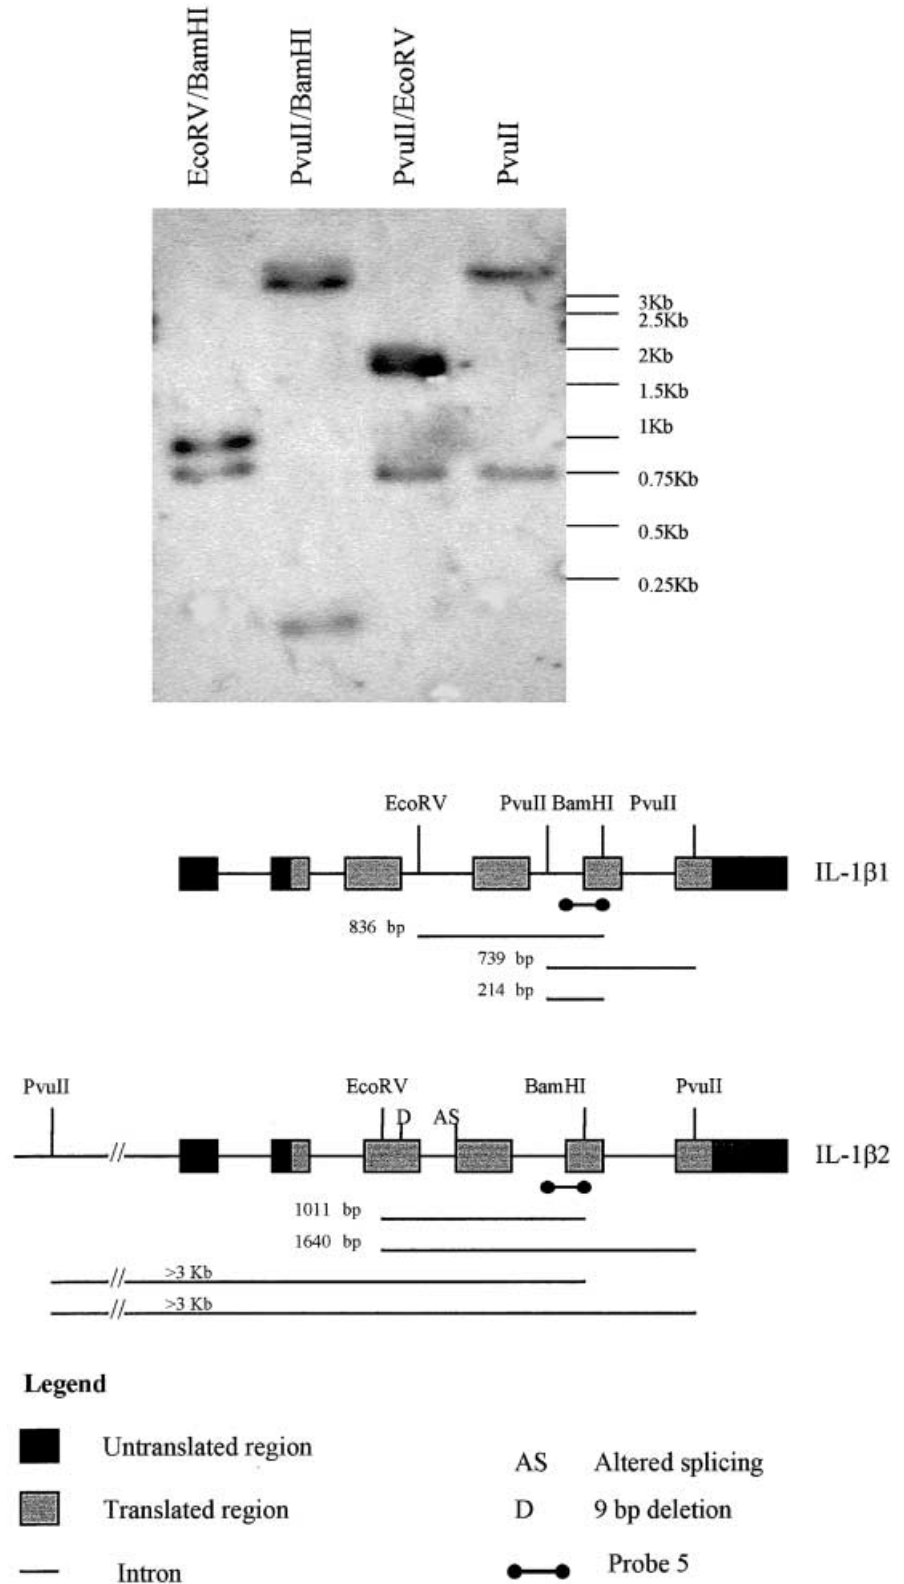 EcoRV/BamHI
PvuII/BamHI
PvuII/EcoRV
PvuII
3Kb
2.5Kb
2Kb
1.5Kb
1Kb
0.75Kb
0.5Kb
0.25Kb
EcoRV PvuII BamHI PvuII
IL-1β1
836 bp
739 bp
214 bp
PvuII EcoRV BamHI PvuII
D AS
IL-1β2
1011 bp
1640 bp
>3 Kb
>3 Kb
Legend
Untranslated region
Translated region
Intron
AS Altered splicing
D 9 bp deletion
Probe 5